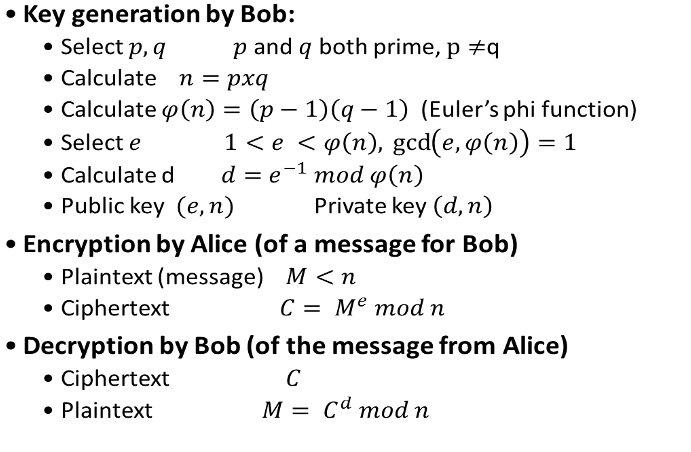 • Key generation by Bob:
• Select p, q p and q both prime, p ≠q
• Calculate n = pxq
• Calculate φ(n) = (p − 1)(q − 1) (Euler’s phi function)
• Select e 1 < e < φ(n), gcd(e, φ(n)) = 1
• Calculate d d = e⁻¹ mod φ(n)
• Public key (e, n) Private key (d, n)
• Encryption by Alice (of a message for Bob)
• Plaintext (message) M < n
• Ciphertext C = Mᵉ mod n
• Decryption by Bob (of the message from Alice)
• Ciphertext C
• Plaintext M = Cᵈ mod n